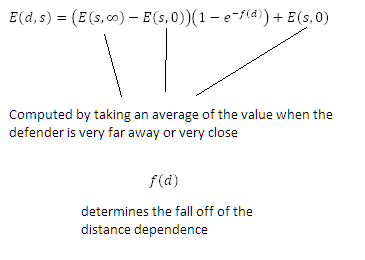 E(d,s) = (E(s,∞) − E(s,0))(1 − e^{−f(d)}) + E(s,0)
Computed by taking an average of the value when the
defender is very far away or very close
f(d)
determines the fall off of the
distance dependence